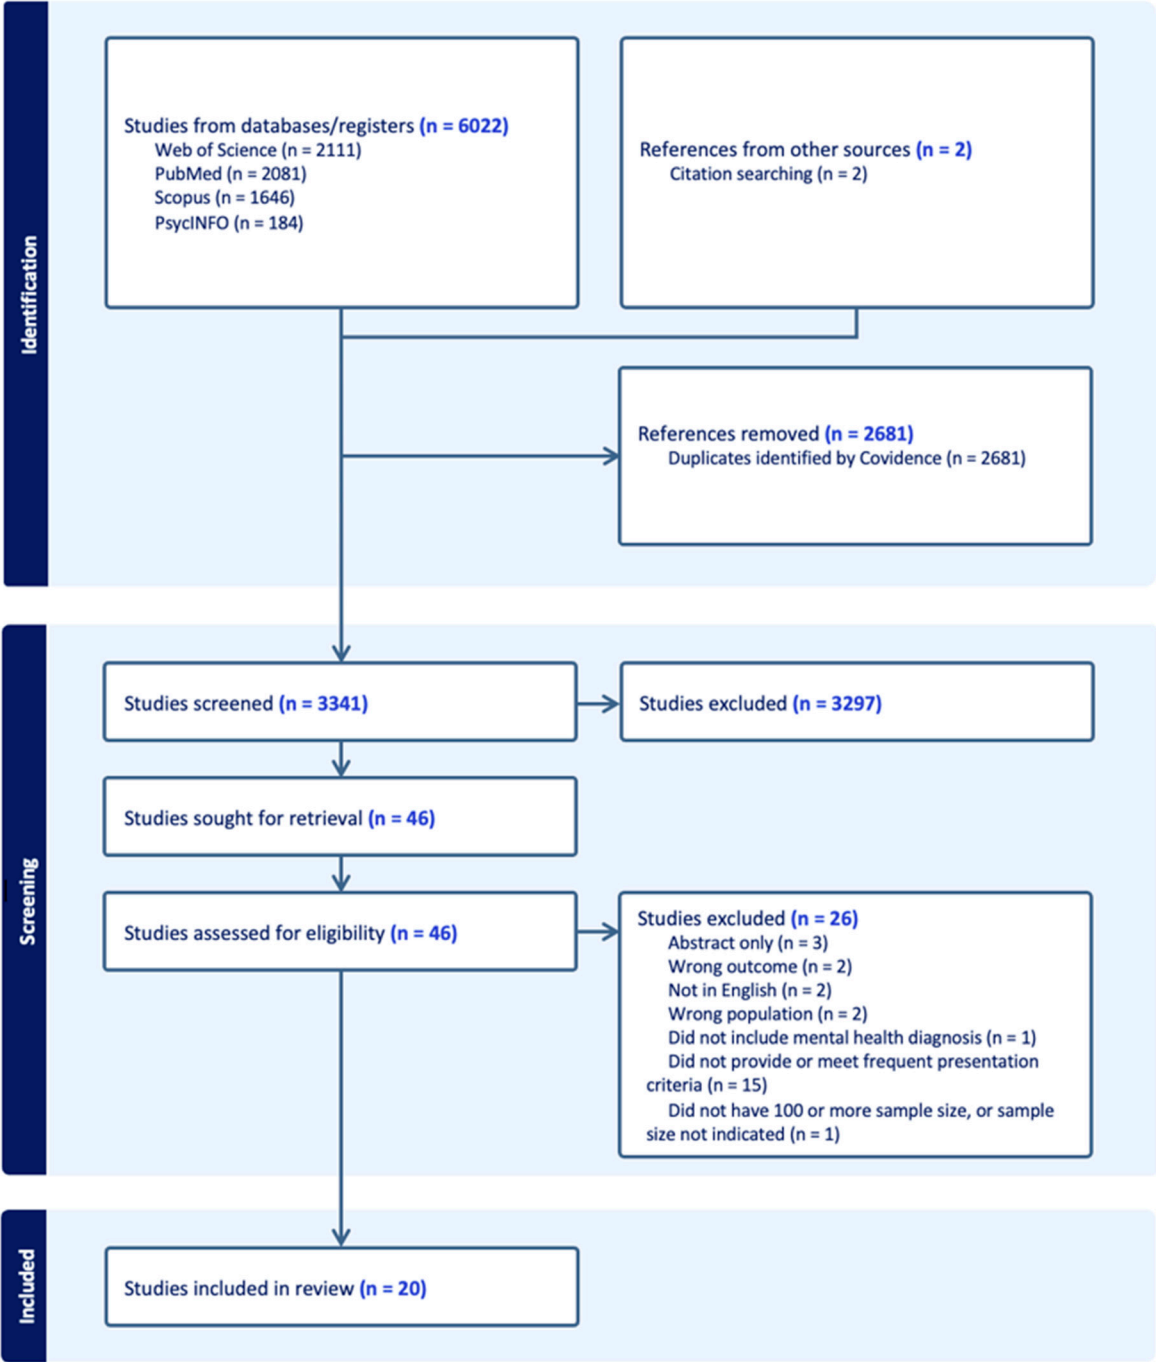 Identification
Studies from databases/registers (n = 6022)
Web of Science (n = 2111)
PubMed (n = 2081)
Scopus (n = 1646)
PsycINFO (n = 184)
References from other sources (n = 2)
Citation searching (n = 2)
References removed (n = 2681)
Duplicates identified by Covidence (n = 2681)
Screening
Studies screened (n = 3341)
Studies excluded (n = 3297)
Studies sought for retrieval (n = 46)
Studies assessed for eligibility (n = 46)
Studies excluded (n = 26)
Abstract only (n = 3)
Wrong outcome (n = 2)
Not in English (n = 2)
Wrong population (n = 2)
Did not include mental health diagnosis (n = 1)
Did not provide or meet frequent presentation
criteria (n = 15)
Did not have 100 or more sample size, or sample
size not indicated (n = 1)
Included
Studies included in review (n = 20)